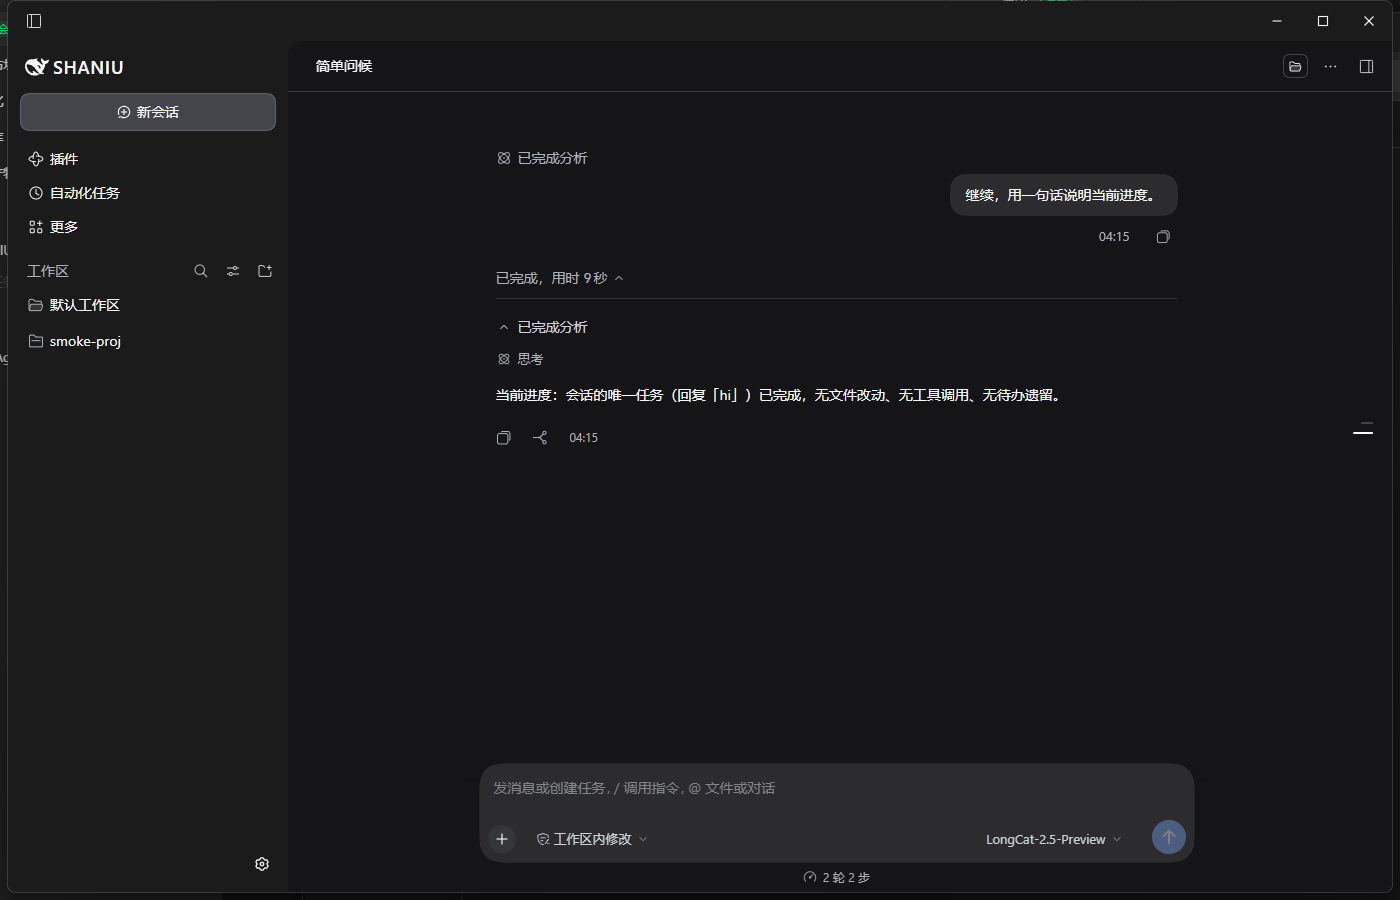 SHANIU
简单问候
新会话
插件
自动化任务
更多
工作区
默认工作区
smoke-proj
已完成分析
继续，用一句话说明当前进度。
04:15
已完成，用时 9 秒
已完成分析
思考
当前进度：会话的唯一任务（回复「hi」）已完成，无文件改动、无工具调用、无待办遗留。
04:15
发消息或创建任务, / 调用指令, @ 文件或对话
工作区内修改
LongCat-2.5-Preview
2 轮 2 步